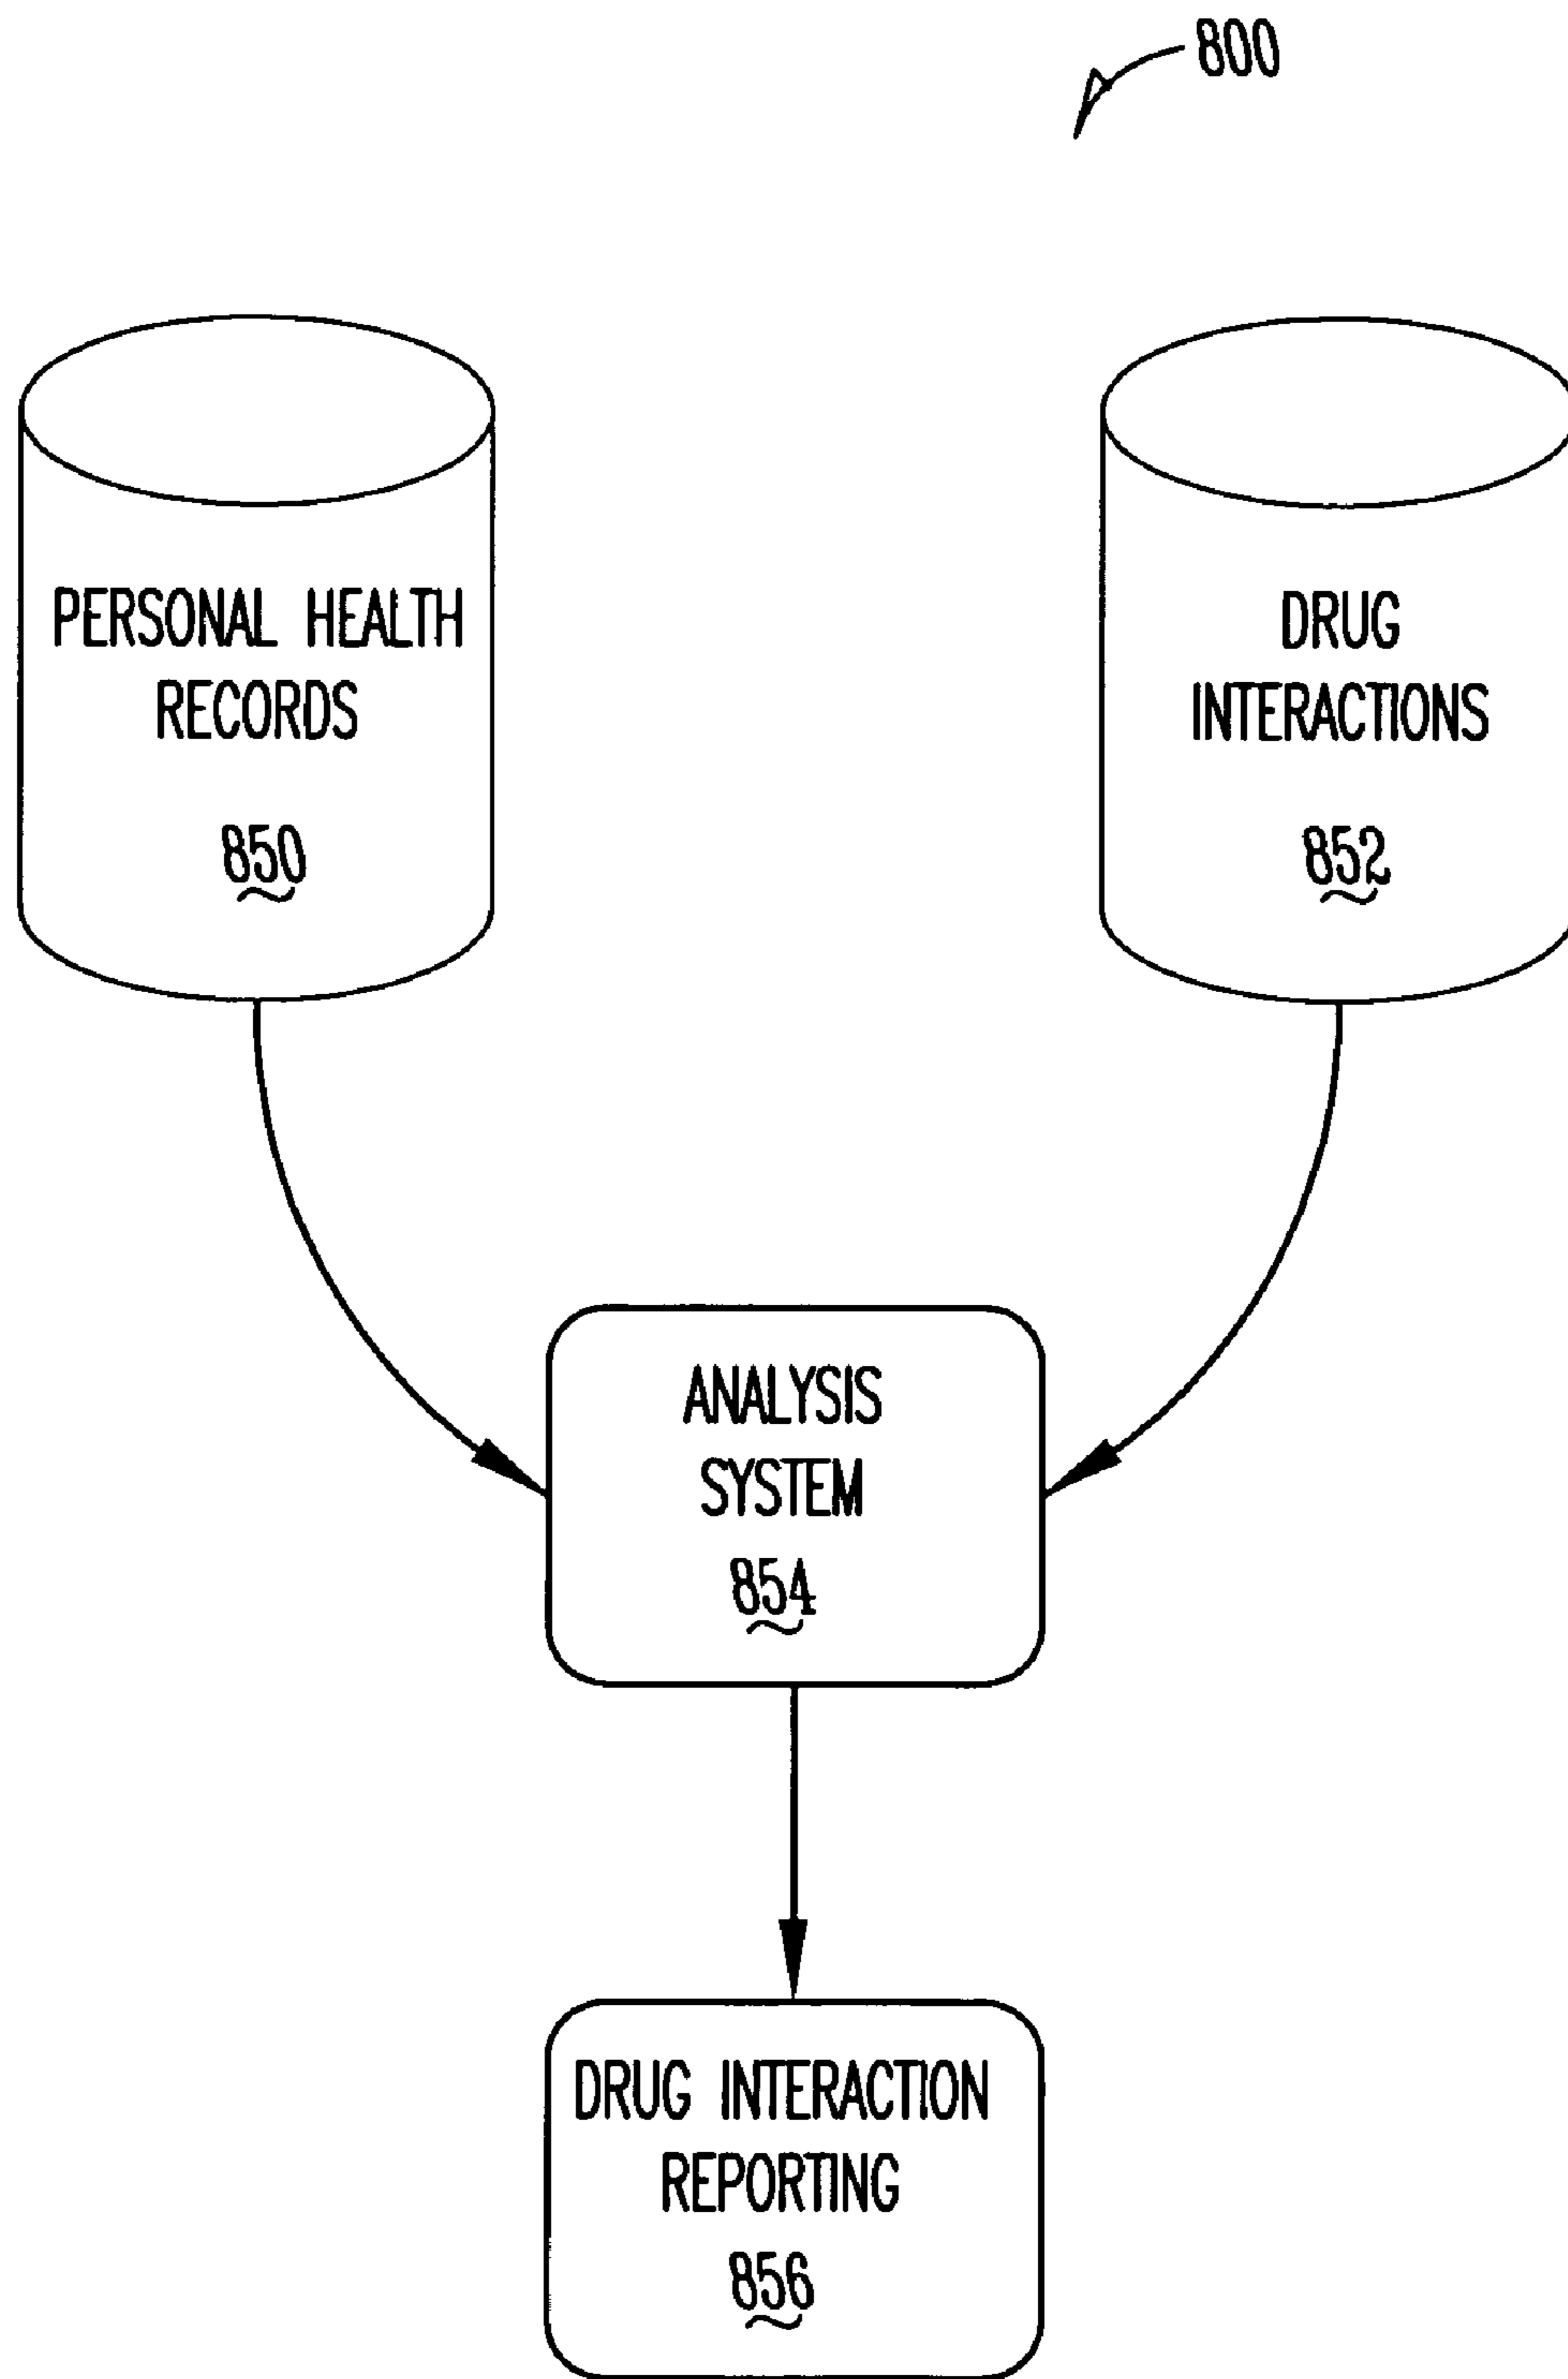 800
PERSONAL HEALTH
RECORDS
850
DRUG
INTERACTIONS
852
ANALYSIS
SYSTEM
854
DRUG INTERACTION
REPORTING
856